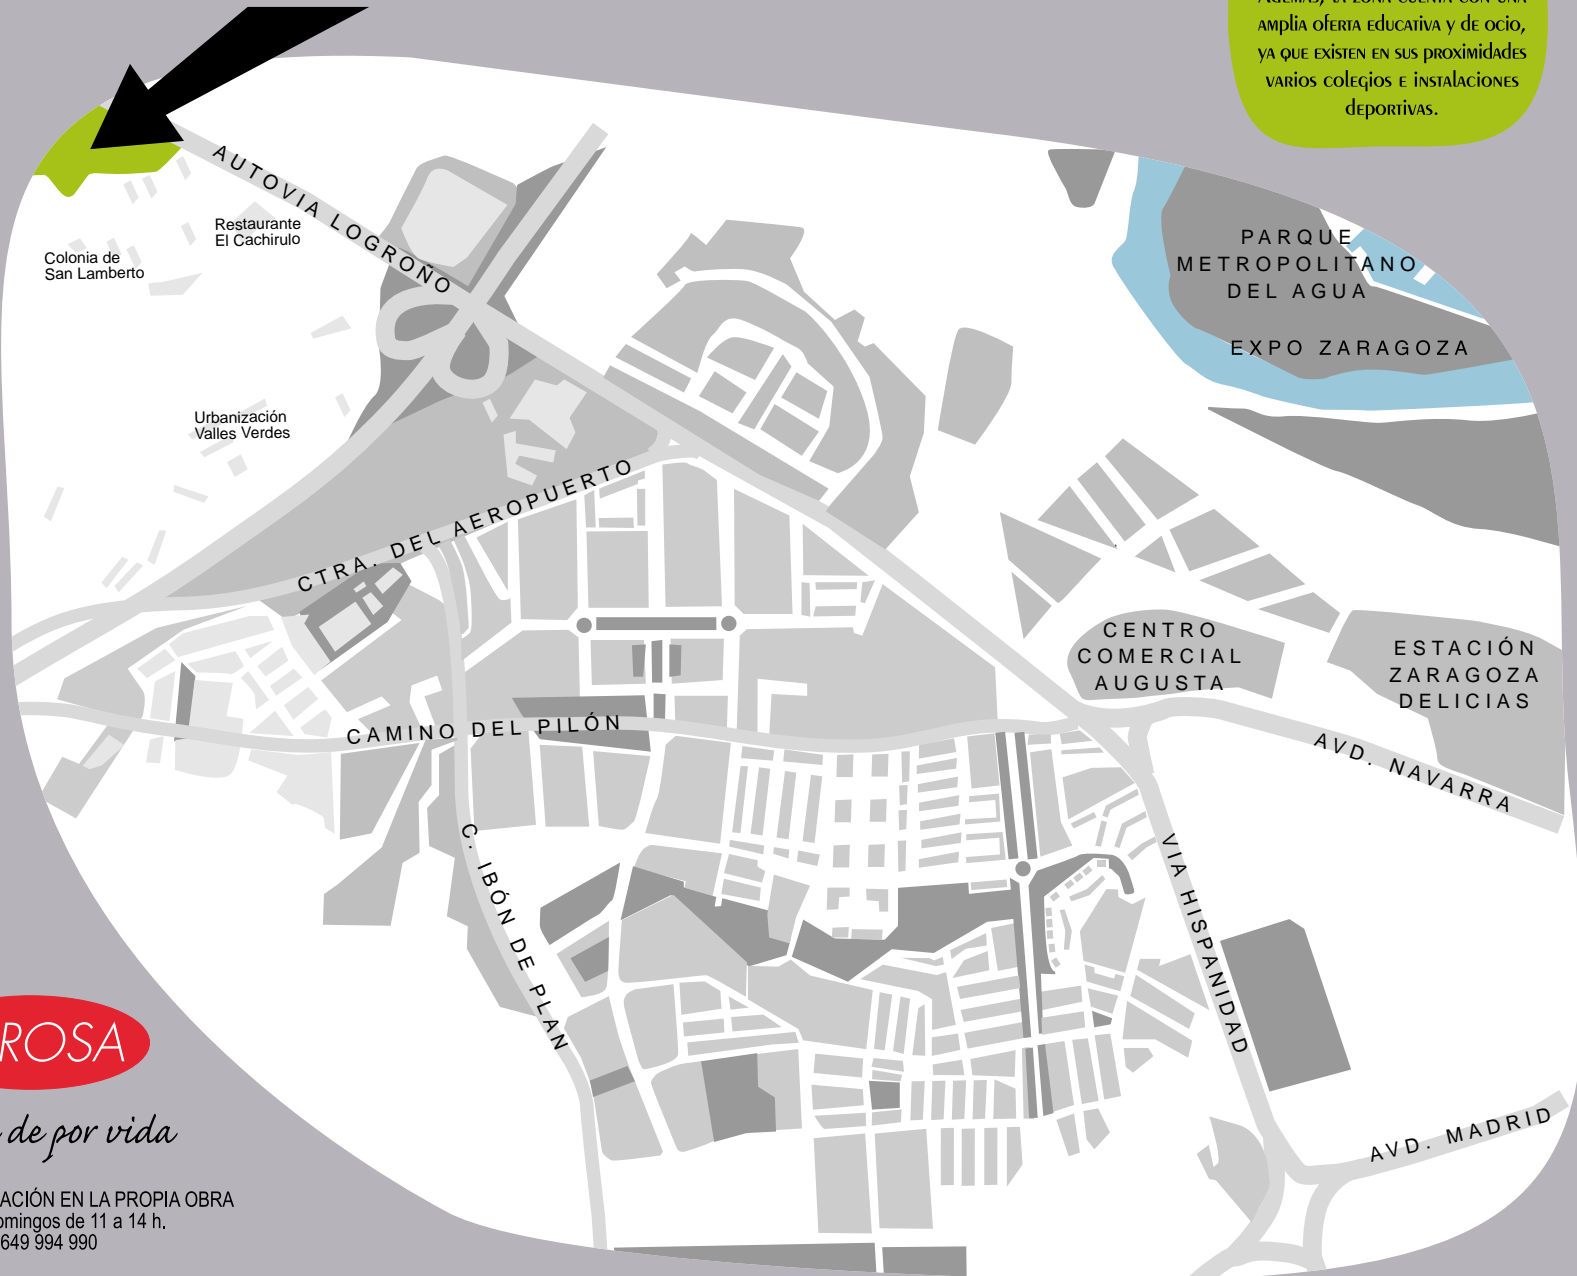 AMPLIA OFERTA EDUCATIVA Y DE OCIO,
YA QUE EXISTEN EN SUS PROXIMIDADES
VARIOS COLEGIOS E INSTALACIONES
DEPORTIVAS.
AUTOVIA LOGROÑO
Restaurante
El Cachirulo
Colonia de
San Lamberto
PARQUE
METROPOLITANO
DEL AGUA
EXPO ZARAGOZA
Urbanización
Valles Verdes
CTRA. DEL AEROPUERTO
CENTRO
COMERCIAL
AUGUSTA
ESTACIÓN
ZARAGOZA
DELICIAS
CAMINO DEL PILÓN
AVD. NAVARRA
C. IBÓN DE PLAN
VIA HISPANIDAD
AVD. MADRID
ROSA
de por vida
ACIÓN EN LA PROPIA OBRA
omingos de 11 a 14 h.
649 994 990